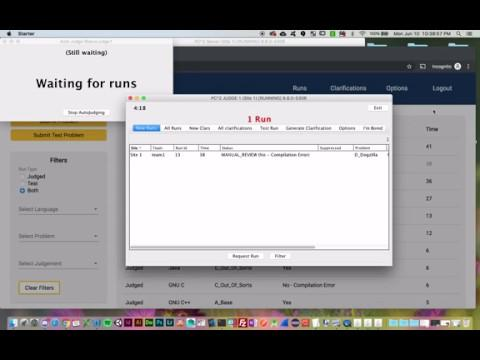 Starter
Mon Jun 10 10:38:57 PM
(Still waiting)
Waiting for runs
Stop Autojudging
Incognito
Runs
Clarifications
Options
Logout
PC^2 JUDGE 1 (Site 1) [RUNNING]
4:18
Exit
1 Run
New Runs
All Runs
New Clars
All clarifications
Test Run
Generate Clarification
Options
I'm Bored
Site
Team
Run Id
Time
Status
Suppressed
Problem
Site 1
team1
13
38
MANUAL_REVIEW (No - Compilation Error)
D_Dogzilla
Request Run
Filter
Submit Test Problem
Filters
Run Type
Judged
Test
Both
Select Language
Select Problem
Select Judgement
Clear Filters
Time
41
38
36
27
13
6
6
6
Judged
Java
C_Out_Of_Sorts
Yes
Judged
GNU C
C_Out_Of_Sorts
No - Compilation Error
Judged
GNU C++
A_Base
Yes